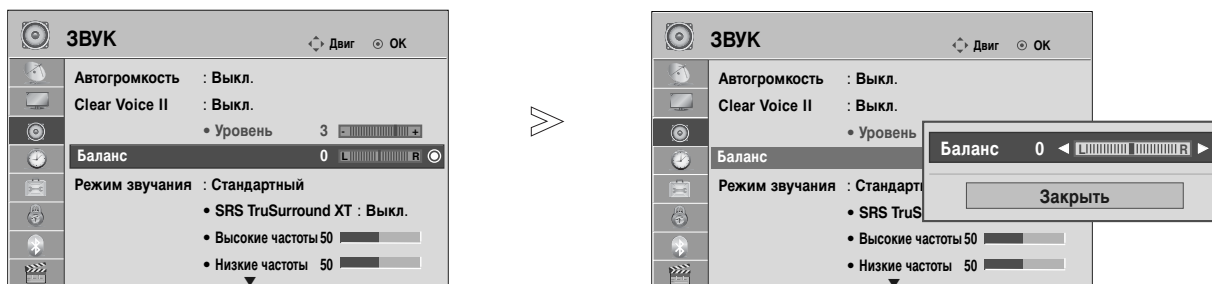 ЗВУК
Двиг OK
Автогромкость : Выкл.
Clear Voice II : Выкл.
• Уровень 3 - +
Баланс 0 L R
Режим звучания : Стандартный
• SRS TruSurround XT : Выкл.
• Высокие частоты 50
• Низкие частоты 50
ЗВУК
Двиг OK
Автогромкость : Выкл.
Clear Voice II : Выкл.
• Уровень
Баланс
Режим звучания : Стандарт
• SRS TruS
• Высокие частоты 50
• Низкие частоты 50
Баланс 0 L R
Закрыть